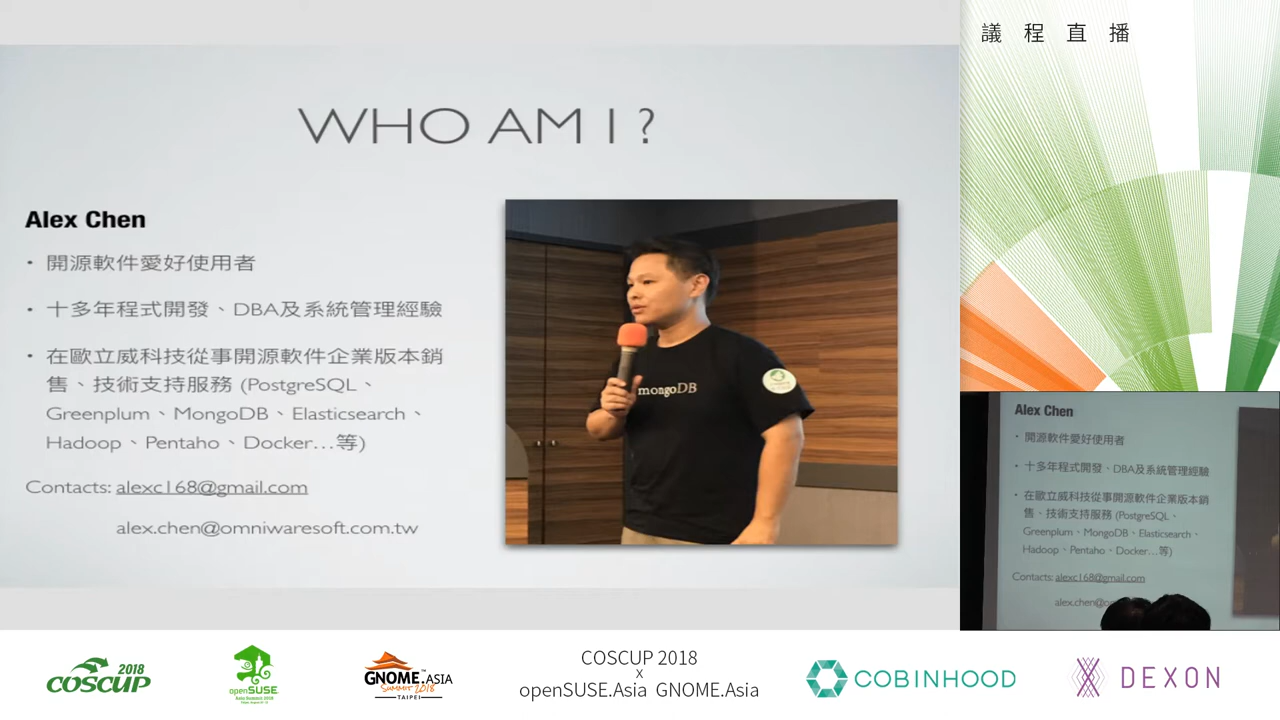 議程直播
WHO AM I ?
Alex Chen
• 開源軟件愛好使用者
• 十多年程式開發、DBA及系統管理經驗
• 在歐立威科技從事開源軟件企業版本銷
售、技術支持服務 (PostgreSQL、
Greenplum、MongoDB、Elasticsearch、
Hadoop、Pentaho、Docker…等)
Contacts: alexc168@gmail.com
alex.chen@omniwaresoft.com.tw
mongoDB
Alex Chen
• 開源軟件愛好使用者
• 十多年程式開發、DBA及系統管理經驗
• 在歐立威科技從事開源軟件企業版本銷
售、技術支持服務 (PostgreSQL、
Greenplum、MongoDB、Elasticsearch、
Hadoop、Pentaho、Docker…等)
Contacts: alexc168@gmail.com
2018
COSCUP
openSUSE
GNOME.ASIA
SUMMIT 2018
TAIPEI
COSCUP 2018
x
openSUSE.Asia GNOME.Asia
COBINHOOD
DEXON